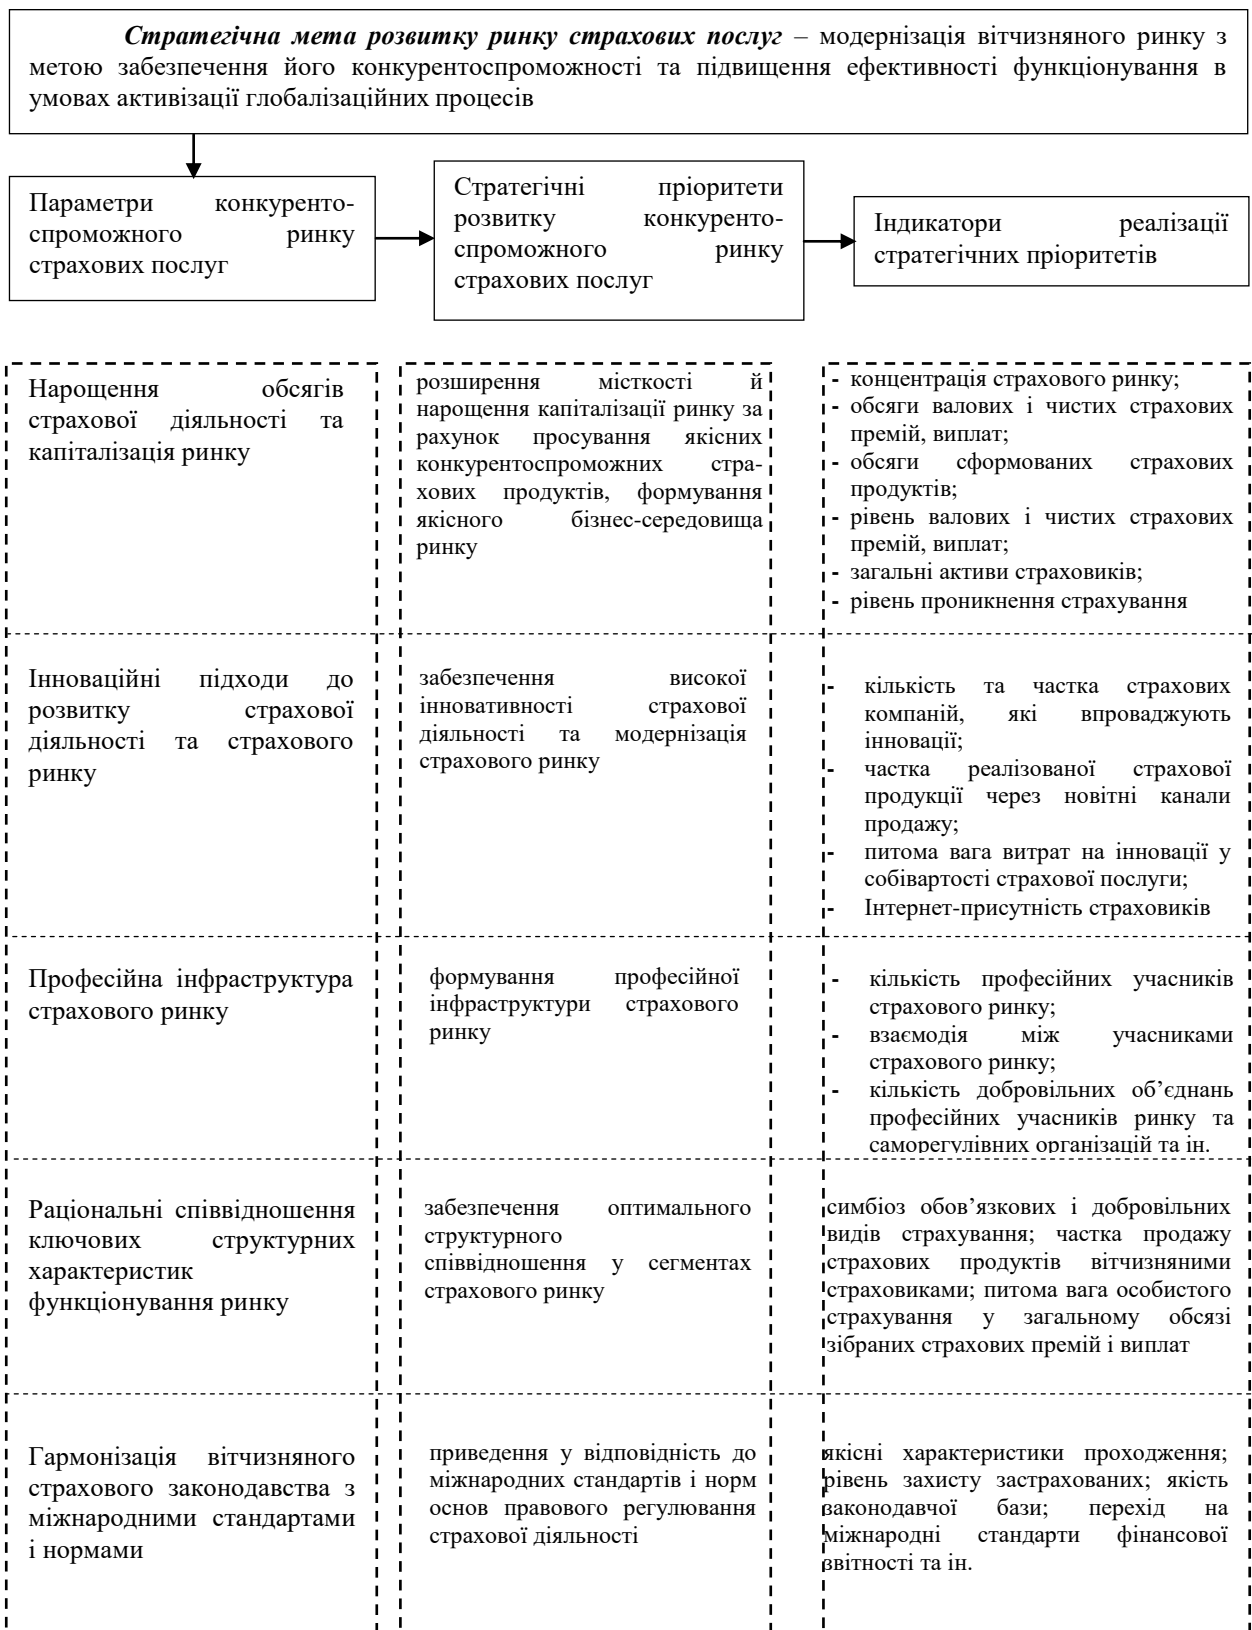 Стратегічна мета розвитку ринку страхових послуг – модернізація вітчизняного ринку з
метою забезпечення його конкурентоспроможності та підвищення ефективності функціонування в
умовах активізації глобалізаційних процесів
Параметри конкуренто-
спроможного ринку
страхових послуг
Стратегічні пріоритети
розвитку конкуренто-
спроможного ринку
страхових послуг
Індикатори реалізації
стратегічних пріоритетів
Нарощення обсягів
страхової діяльності та
капіталізація ринку
розширення місткості й
нарощення капіталізації ринку за
рахунок просування якісних
конкурентоспроможних стра-
хових продуктів, формування
якісного бізнес-середовища
ринку
- концентрація страхового ринку;
- обсяги валових і чистих страхових
премій, виплат;
- обсяги сформованих страхових
продуктів;
- рівень валових і чистих страхових
премій, виплат;
- загальні активи страховиків;
- рівень проникнення страхування
Інноваційні підходи до
розвитку страхової
діяльності та страхового
ринку
забезпечення високої
інновативності страхової
діяльності та модернізація
страхового ринку
- кількість та частка страхових
компаній, які впроваджують
інновації;
- частка реалізованої страхової
продукції через новітні канали
продажу;
- питома вага витрат на інновації у
собівартості страхової послуги;
- Інтернет-присутність страховиків
Професійна інфраструктура
страхового ринку
формування професійної
інфраструктури страхового
ринку
- кількість професійних учасників
страхового ринку;
- взаємодія між учасниками
страхового ринку;
- кількість добровільних об’єднань
професійних учасників ринку та
саморегулівних організацій та ін.
Раціональні співвідношення
ключових структурних
характеристик
функціонування ринку
забезпечення оптимального
структурного
співвідношення у сегментах
страхового ринку
симбіоз обов’язкових і добровільних
видів страхування; частка продажу
страхових продуктів вітчизняними
страховиками; питома вага особистого
страхування у загальному обсязі
зібраних страхових премій і виплат
Гармонізація вітчизняного
страхового законодавства з
міжнародними стандартами
і нормами
приведення у відповідність до
міжнародних стандартів і норм
основ правового регулювання
страхової діяльності
якісні характеристики проходження;
рівень захисту застрахованих; якість
законодавчої бази; перехід на
міжнародні стандарти фінансової
звітності та ін.